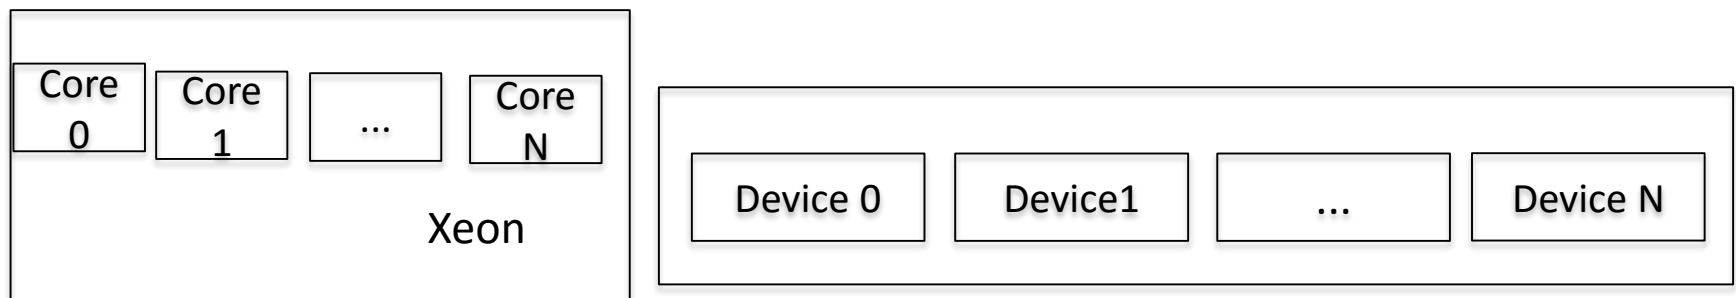 Core
0
Core
1
...
Core
N
Xeon
Device 0
Device1
...
Device N